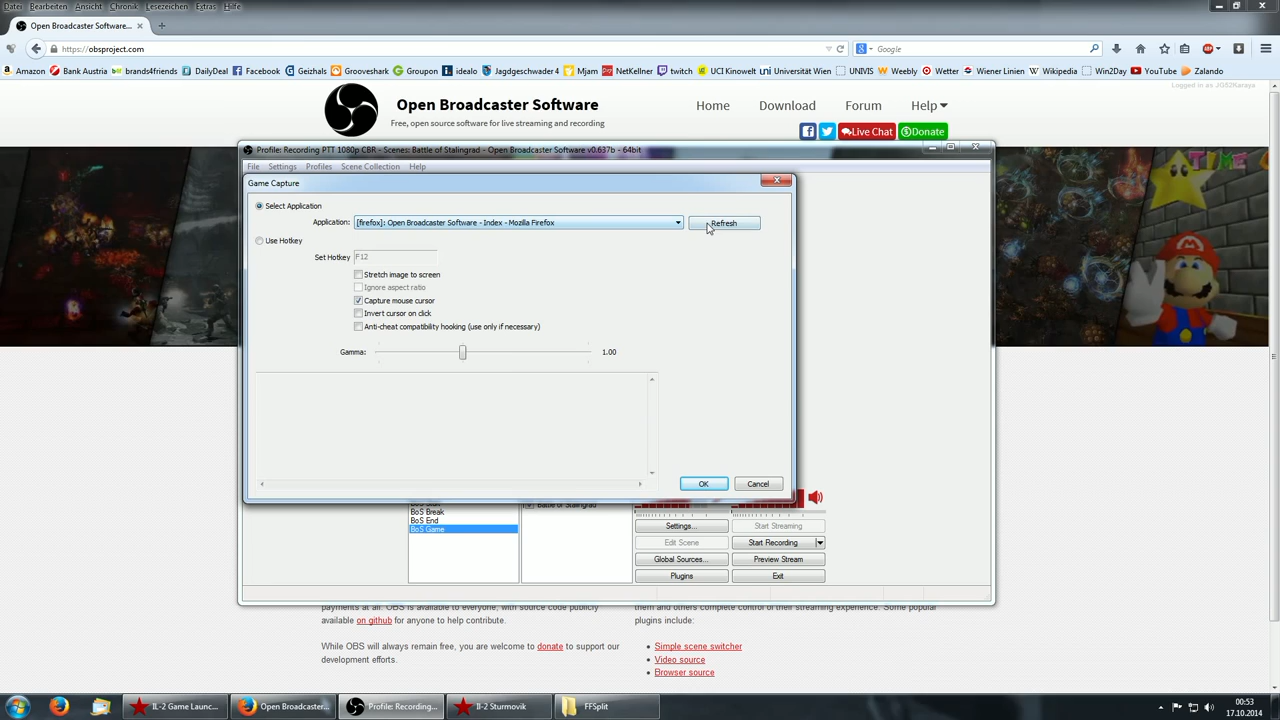 Datei Bearbeiten Ansicht Chronik Lesezeichen Extras Hilfe
Open Broadcaster Software...
https://obsproject.com
Google
Amazon Bank Austria brands4friends DailyDeal Facebook Geizhals Grooveshark Groupon idealo Jagdgeschwader 4 Mjam NetKellner twitch UCI Kinowelt Universität Wien UNIVIS Weebly Wetter Wiener Linien Wikipedia Win2Day YouTube Zalando
Logged in as JG52Karaya
Open Broadcaster Software
Free, open source software for live streaming and recording
Home Download Forum Help
Live Chat Donate
Profile: Recording PTT 1080p CBR - Scenes: Battle of Stalingrad - Open Broadcaster Software v0.637b - 64bit
File Settings Profiles Scene Collection Help
Game Capture
Select Application
Application: [firefox]: Open Broadcaster Software - Index - Mozilla Firefox Refresh
Use Hotkey
Set Hotkey F12
Stretch image to screen
Ignore aspect ratio
Capture mouse cursor
Invert cursor on click
Anti-cheat compatibility hooking (use only if necessary)
Gamma: 1.00
OK Cancel
Battle of Stalingrad
BoS Break
BoS End
BoS Game
Settings... Start Streaming
Edit Scene Start Recording
Global Sources... Preview Stream
Plugins Exit
payments at all. OBS is available to everyone, with source code publicly
available on github for anyone to help contribute.
While OBS will always remain free, we are welcome to donate to support our
development efforts.
them and others complete control of their streaming experience. Some popular
plugins include:
Simple scene switcher
Video source
Browser source
IL-2 Game Launc... Open Broadcaster... Profile: Recording... Il-2 Sturmovik FFSplit
00:53
17.10.2014